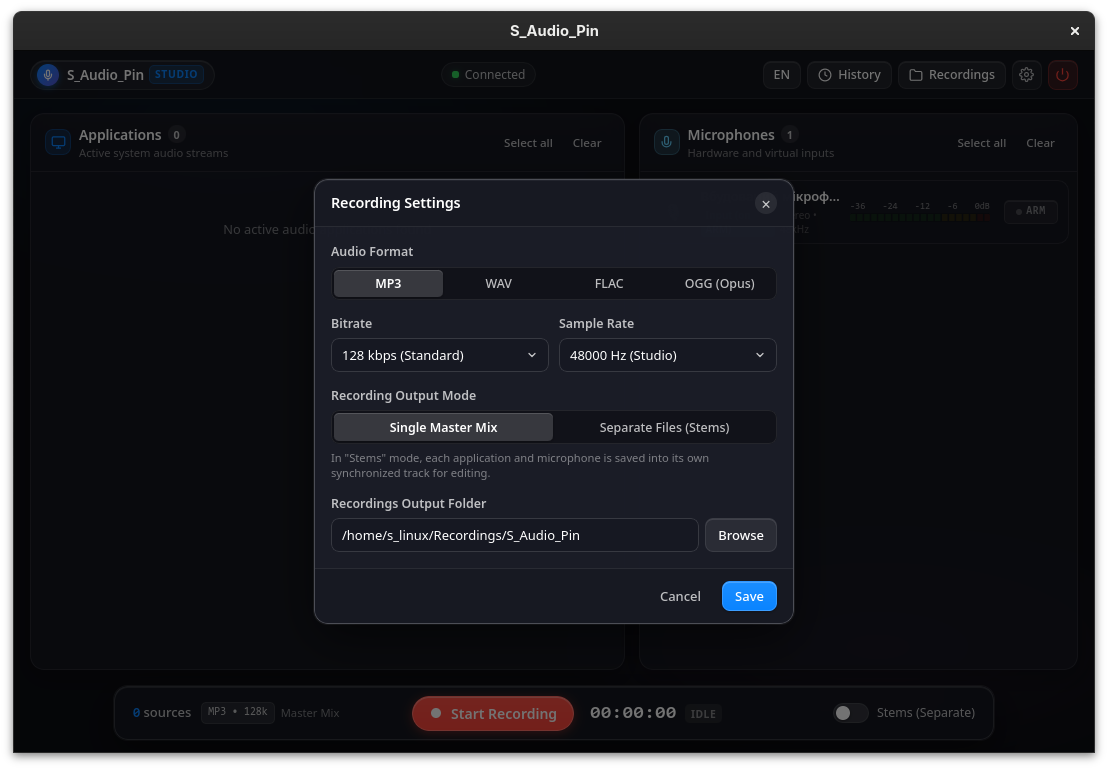 S_Audio_Pin
S_Audio_Pin STUDIO
Connected
EN
History
Recordings
Applications 0
Active system audio streams
Select all
Clear
Microphones 1
Hardware and virtual inputs
Select all
Clear
No active audio
-36 -24 -12 -6 0dB
ARM
Recording Settings
Audio Format
MP3
WAV
FLAC
OGG (Opus)
Bitrate
Sample Rate
128 kbps (Standard)
48000 Hz (Studio)
Recording Output Mode
Single Master Mix
Separate Files (Stems)
In "Stems" mode, each application and microphone is saved into its own
synchronized track for editing.
Recordings Output Folder
/home/s_linux/Recordings/S_Audio_Pin
Browse
Cancel
Save
0 sources
MP3 • 128k
Master Mix
Start Recording
00:00:00
IDLE
Stems (Separate)